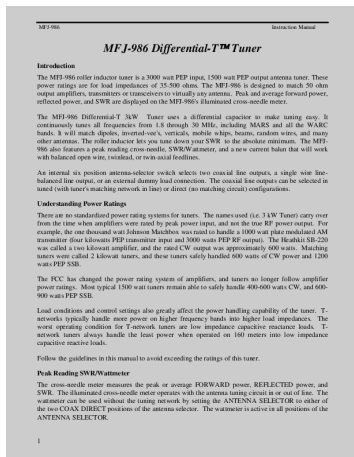 MFJ-986 Instruction Manual
MFJ-986 Differential-T™ Tuner
Introduction
The MFJ-986 roller inductor tuner is a 3000 watt PEP input, 1500 watt PEP output antenna tuner. These
power ratings are for load impedances of 35-500 ohms. The MFJ-986 is designed to match 50 ohm
output amplifiers, transmitters or transceivers to virtually any antenna. Peak and average forward power,
reflected power, and SWR are displayed on the MFJ-986's illuminated cross-needle meter.
The MFJ-986 Differential-T 3kW Tuner uses a differential capacitor to make tuning easy. It
continuously tunes all frequencies from 1.8 through 30 MHz, including MARS and all the WARC
bands. It will match dipoles, inverted-vee's, verticals, mobile whips, beams, random wires, and many
other antennas. The roller inductor lets you tune down your SWR to the absolute minimum. The MFJ-
986 also features a peak reading cross-needle, SWR/Wattmeter, and a new current balun that will work
with balanced open wire, twinlead, or twin-axial feedlines.
An internal six position antenna-selector switch selects two coaxial line outputs, a single wire line-
balanced line output, or an external dummy load connection. The coaxial line outputs can be selected in
tuned (with tuner's matching network in line) or direct (no matching circuit) configurations.
Understanding Power Ratings
There are no standardized power rating systems for tuners. The names used (i.e. 3 kW Tuner) carry over
from the time when amplifiers were rated by peak power input, and not the true RF power output. For
example, the one thousand watt Johnson Matchbox was rated to handle a 1000 watt plate modulated AM
transmitter (four kilowatts PEP transmitter input and 3000 watts PEP RF output). The Heathkit SB-220
was called a two kilowatt amplifier, and the rated CW output was approximately 600 watts. Matching
tuners were called 2 kilowatt tuners, and these tuners safely handled 600 watts of CW power and 1200
watts PEP SSB.
The FCC has changed the power rating system of amplifiers, and tuners no longer follow amplifier
power ratings. Most typical 1500 watt tuners remain able to safely handle 400-600 watts CW, and 600-
900 watts PEP SSB.
Load conditions and control settings also greatly affect the power handling capability of the tuner. T-
networks typically handle more power on higher frequency bands into higher load impedances. The
worst operating condition for T-network tuners are low impedance capacitive reactance loads. T-
network tuners always handle the least power when operated on 160 meters into low impedance
capacitive reactive loads.
Follow the guidelines in this manual to avoid exceeding the ratings of this tuner.
Peak Reading SWR/Wattmeter
The cross-needle meter measures the peak or average FORWARD power, REFLECTED power, and
SWR. The illuminated cross-needle meter operates with the antenna tuning circuit in or out of line. The
wattmeter can be used without the tuning network by setting the ANTENNA SELECTOR to either of
the two COAX DIRECT positions of the antenna selector. The wattmeter is active in all positions of the
ANTENNA SELECTOR.
1